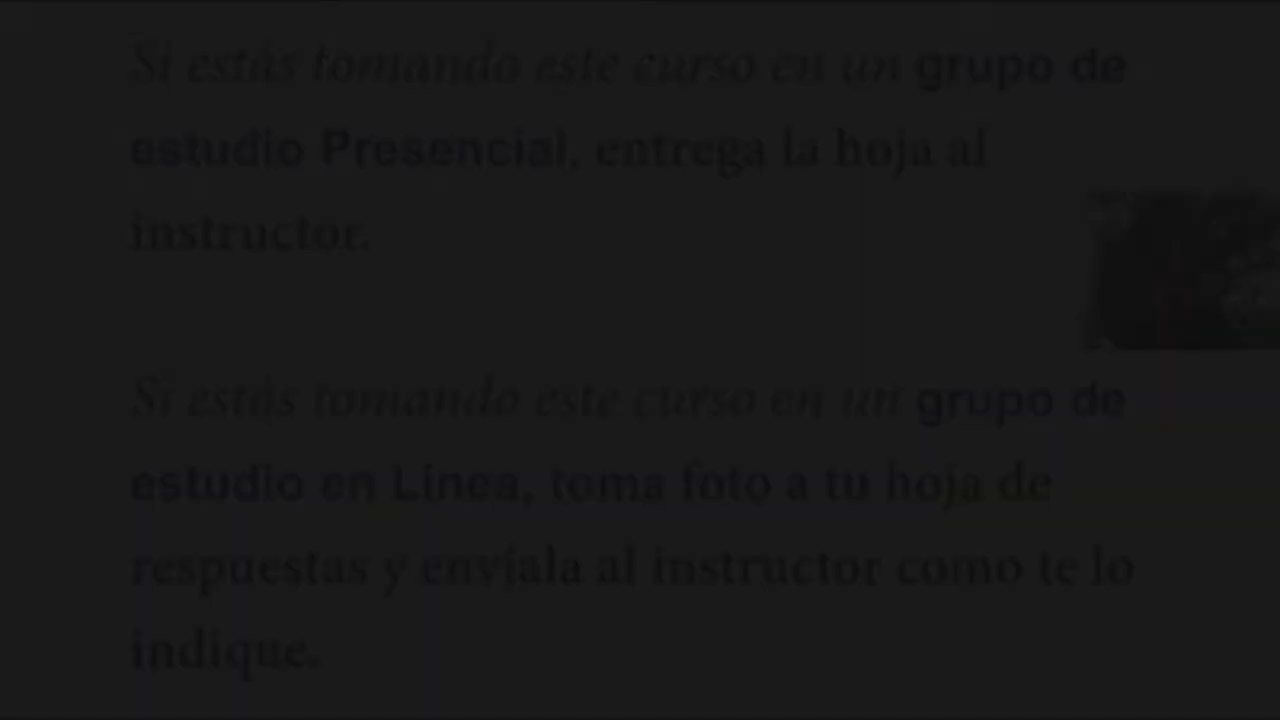 Si estás tomando este curso en un grupo de
estudio Presencial, entrega la hoja al
instructor.
Si estás tomando este curso en un grupo de
estudio en Linea, toma foto a tu hoja de
respuestas y envíala al instructor como te lo
indique.